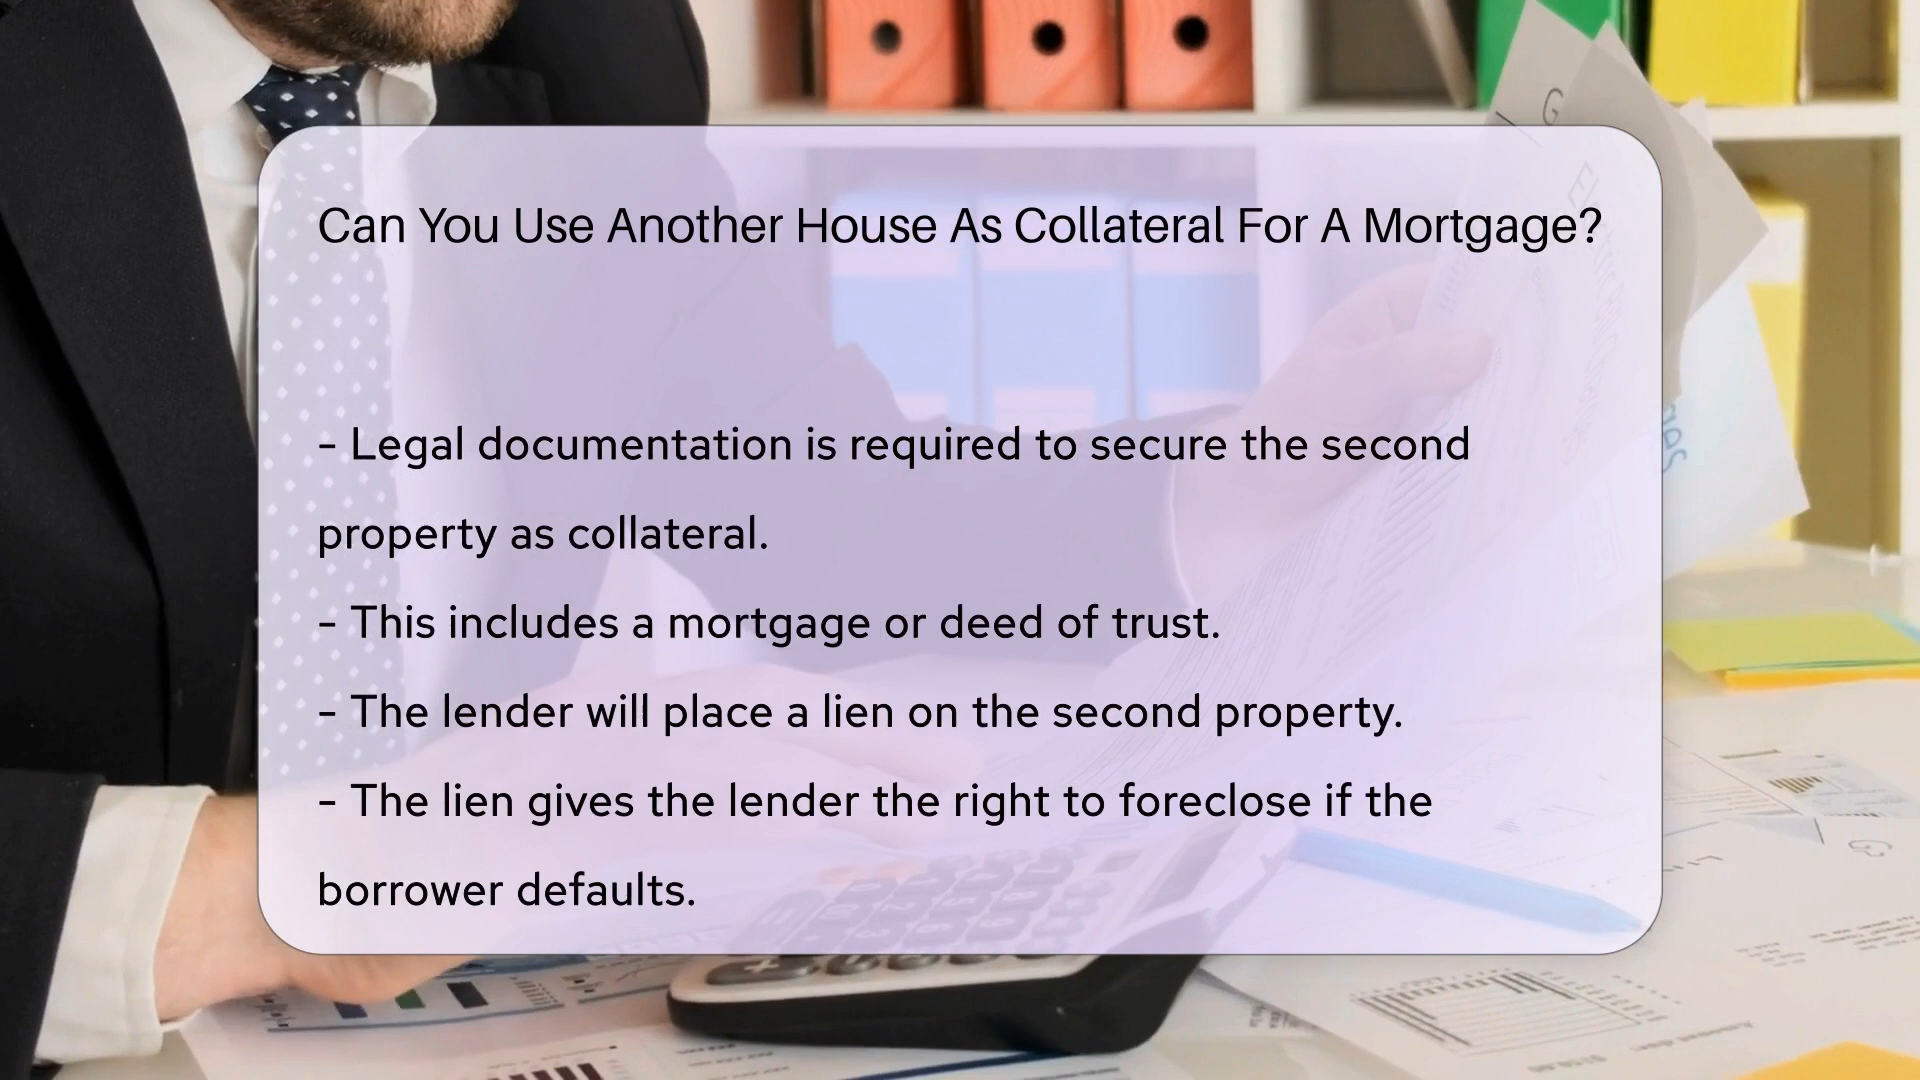 Can You Use Another House As Collateral For A Mortgage?
- Legal documentation is required to secure the second
property as collateral.
- This includes a mortgage or deed of trust.
- The lender will place a lien on the second property.
- The lien gives the lender the right to foreclose if the
borrower defaults.